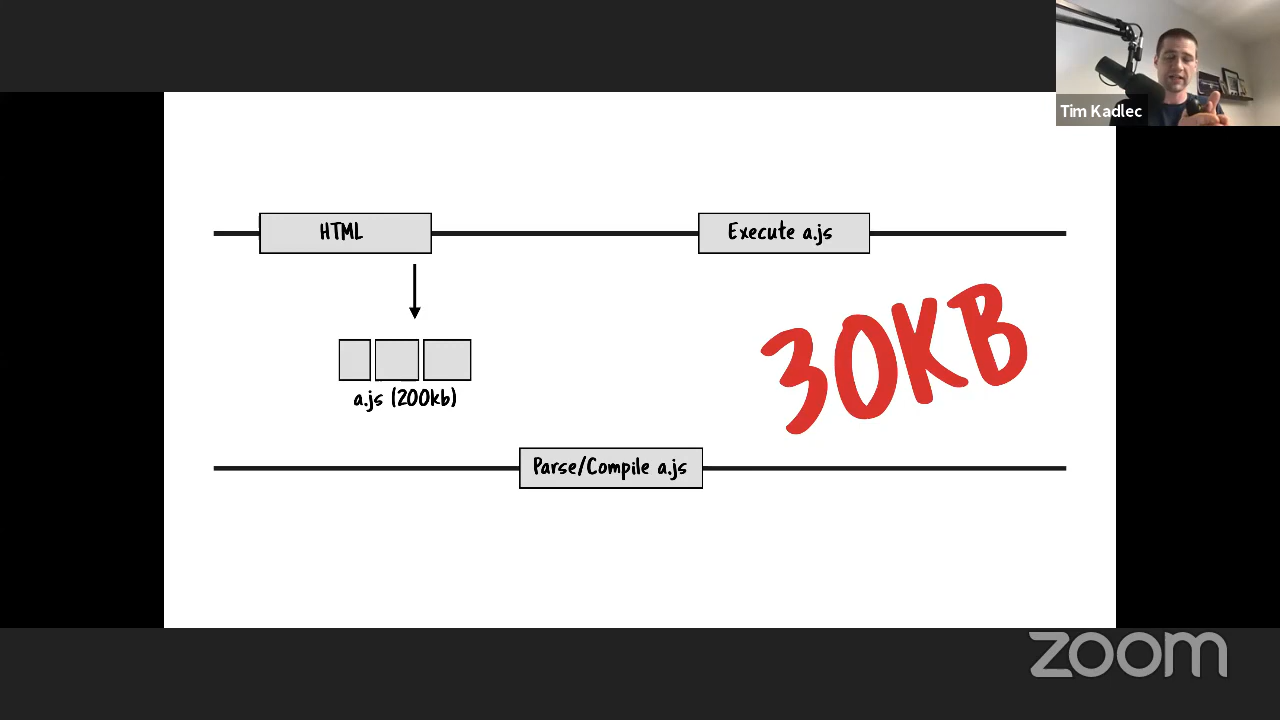 Tim Kadlec
HTML
Execute a.js
30KB
a.js (200kb)
Parse/Compile a.js
zoom